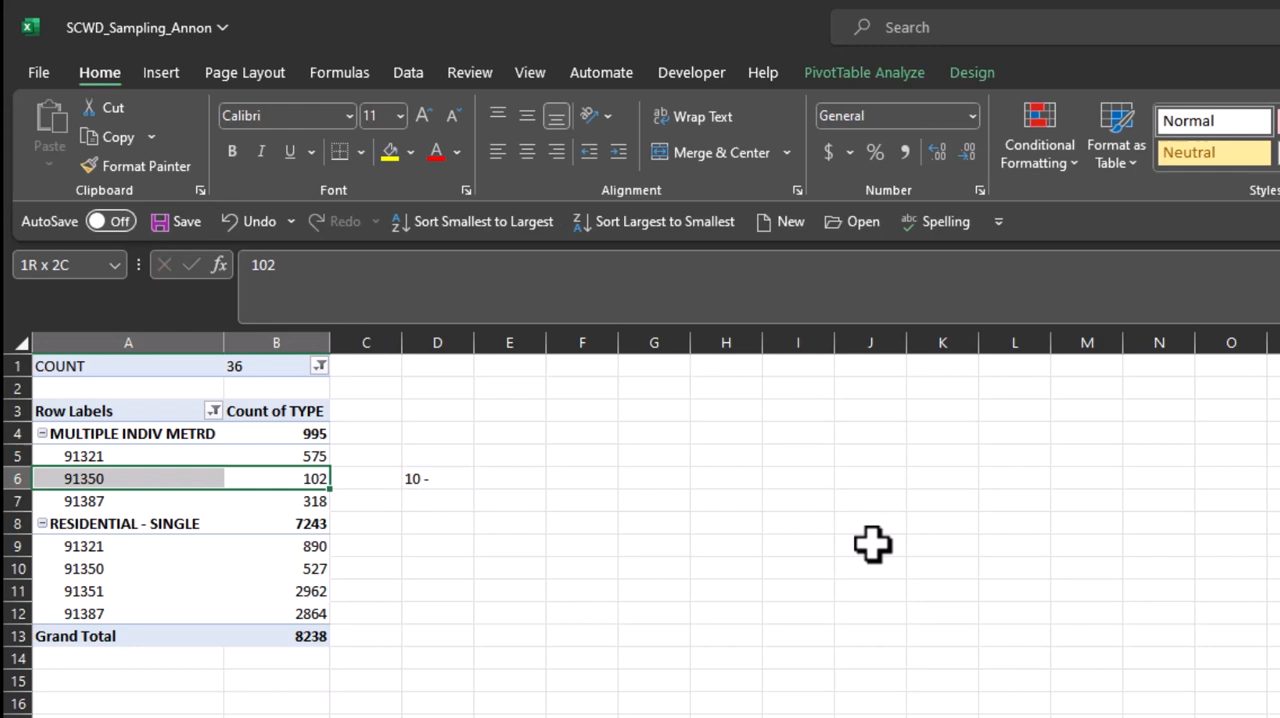 SCWD_Sampling_Annon
Search
File Home Insert Page Layout Formulas Data Review View Automate Developer Help PivotTable Analyze Design
Paste
Cut
Copy
Format Painter
Clipboard
Calibri 11
B I U A
Font
Wrap Text
Merge & Center
Alignment
General
$ % 9
Number
Conditional Formatting
Format as Table
Normal
Neutral
Styles
AutoSave Off Save Undo Redo Sort Smallest to Largest Sort Largest to Smallest New Open Spelling
1R x 2C fx 102
A B C D E F G H I J K L M N O
1 COUNT 36
2
3 Row Labels Count of TYPE
4 MULTIPLE INDIV METRD 995
5 91321 575
6 91350 102 10 -
7 91387 318
8 RESIDENTIAL - SINGLE 7243
9 91321 890
10 91350 527
11 91351 2962
12 91387 2864
13 Grand Total 8238
14
15
16